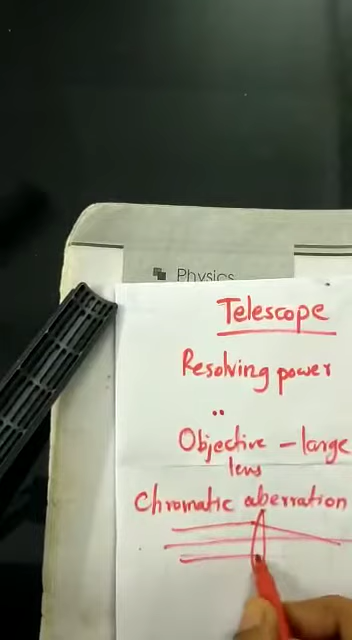 Physics
Telescope
Resolving power
Objective - large
lens
Chromatic aberration